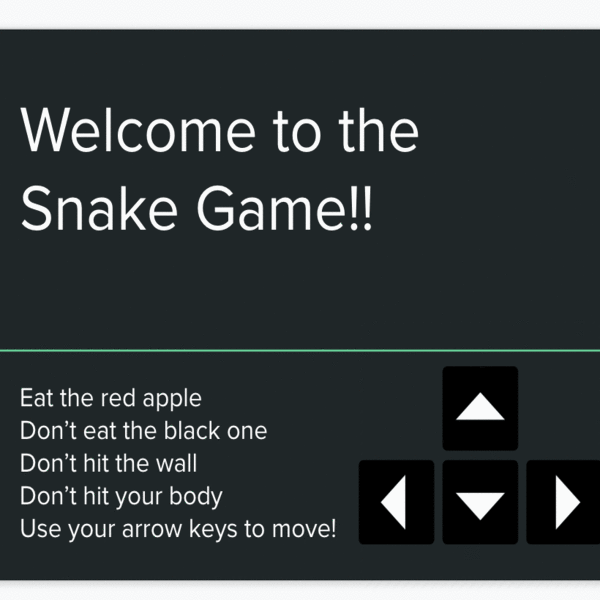 Welcome to the
Snake Game!!
Eat the red apple
Don’t eat the black one
Don’t hit the wall
Don’t hit your body
Use your arrow keys to move!